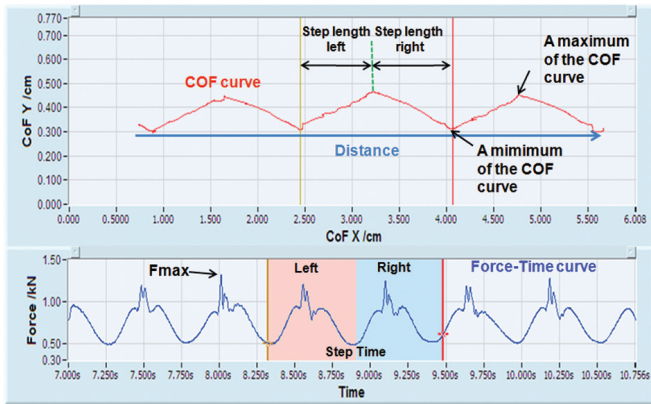 0.770
0.700
0.600
0.500
0.400
0.300
0.200
0.100
0.000
CoF Y /cm
Step length
left
Step length
right
A maximum
of the COF
curve
COF curve
Distance
A mimimum
of the COF
curve
0.000 0.5000 1.000 1.500 2.000 2.500 3.000 3.500 4.000 4.500 5.000 5.500 6.008
CoF X /cm
1.50
1.00
0.50
0.30
Force /kN
Fmax
Left
Right
Force-Time curve
Step Time
7.000s 7.250s 7.500s 7.750s 8.000s 8.250s 8.500s 8.750s 9.000s 9.250s 9.500s 9.750s 10.000s 10.250s 10.500s 10.756s
Time